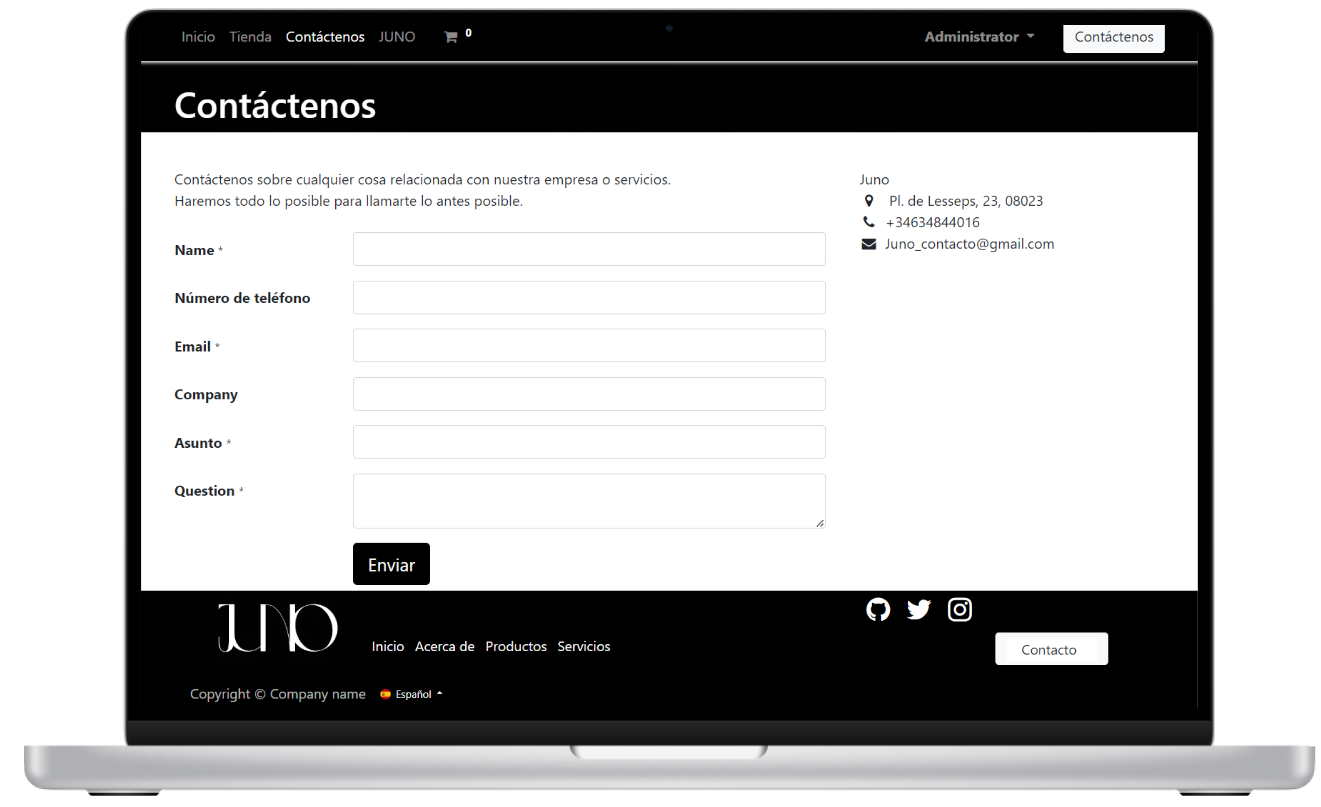 Inicio Tienda Contáctenos JUNO 0 Administrator Contáctenos
Contáctenos
Contáctenos sobre cualquier cosa relacionada con nuestra empresa o servicios.
Haremos todo lo posible para llamarte lo antes posible.
Juno
Pl. de Lesseps, 23, 08023
+34634844016
Juno_contacto@gmail.com
Name *
Número de teléfono
Email *
Company
Asunto *
Question *
Enviar
JUNO
Inicio Acerca de Productos Servicios
Contacto
Copyright © Company name Español